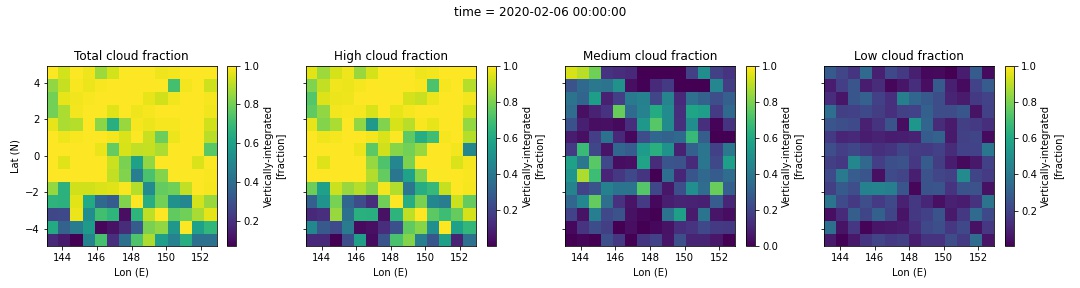 time = 2020-02-06 00:00:00
Total cloud fraction
High cloud fraction
Medium cloud fraction
Low cloud fraction
Lat (N)
4
2
0
−2
−4
144 146 148 150 152
Lon (E)
1.0
0.8
0.6
0.4
0.2
Vertically-integrated
[fraction]
144 146 148 150 152
Lon (E)
1.0
0.8
0.6
0.4
0.2
Vertically-integrated
[fraction]
144 146 148 150 152
Lon (E)
1.0
0.8
0.6
0.4
0.2
0.0
Vertically-integrated
[fraction]
144 146 148 150 152
Lon (E)
1.0
0.8
0.6
0.4
0.2
Vertically-integrated
[fraction]